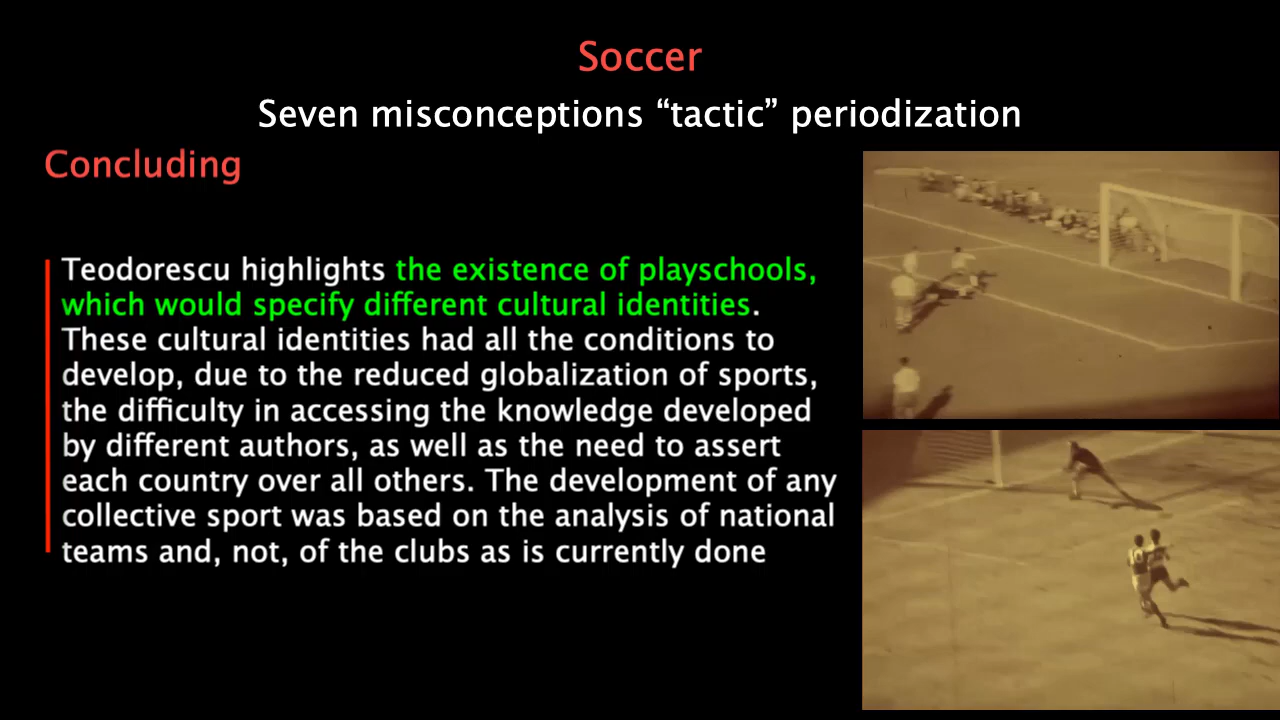 Soccer
Seven misconceptions “tactic” periodization
Concluding
Teodorescu highlights the existence of playschools,
which would specify different cultural identities.
These cultural identities had all the conditions to
develop, due to the reduced globalization of sports,
the difficulty in accessing the knowledge developed
by different authors, as well as the need to assert
each country over all others. The development of any
collective sport was based on the analysis of national
teams and, not, of the clubs as is currently done